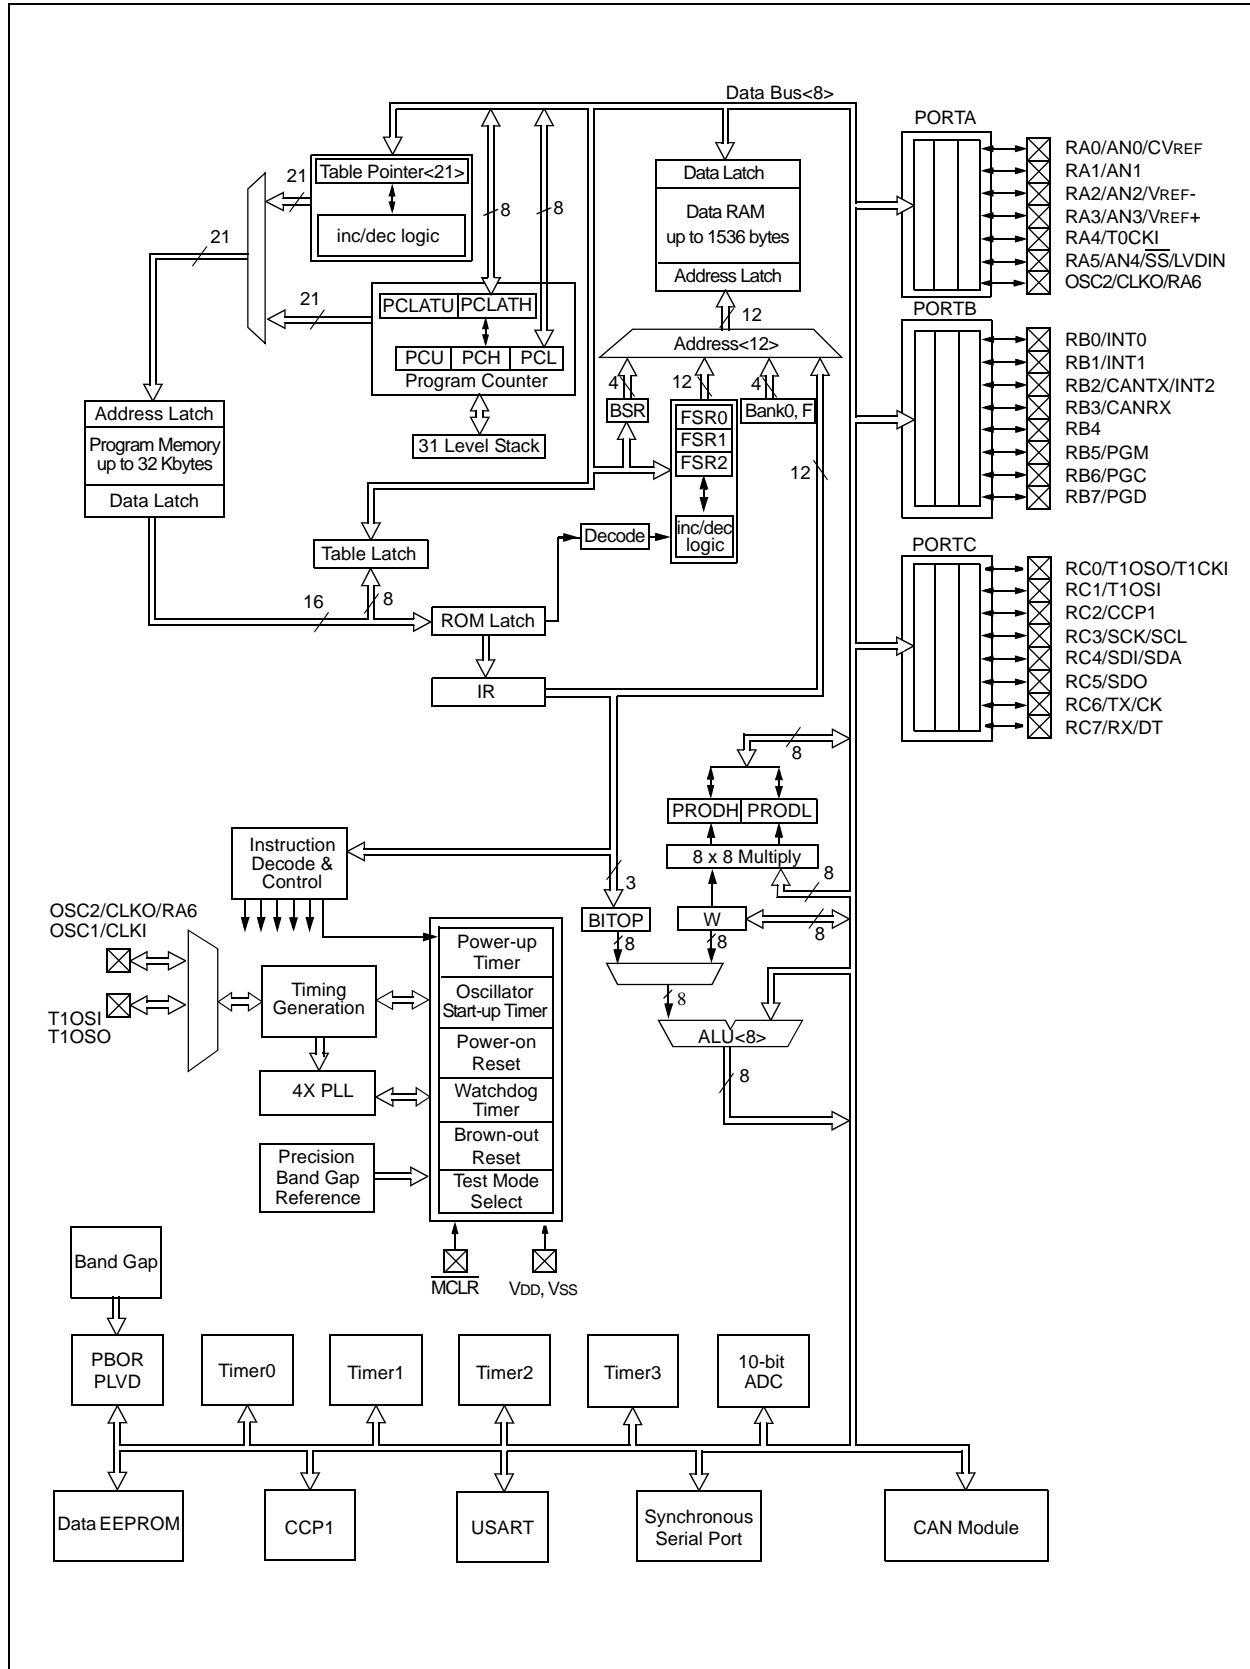 Data Bus<8>
PORTA
RA0/AN0/CVREF
RA1/AN1
RA2/AN2/VREF-
RA3/AN3/VREF+
RA4/T0CKI
RA5/AN4/SS/LVDIN
OSC2/CLKO/RA6
21
Table Pointer<21>
inc/dec logic
8
8
Data Latch
Data RAM
up to 1536 bytes
Address Latch
21
21
PCLATU
PCLATH
PCU
PCH
PCL
Program Counter
12
Address<12>
4
12
4
BSR
FSR0
FSR1
FSR2
Bank0, F
PORTB
RB0/INT0
RB1/INT1
RB2/CANTX/INT2
RB3/CANRX
RB4
RB5/PGM
RB6/PGC
RB7/PGD
Address Latch
Program Memory
up to 32 Kbytes
Data Latch
31 Level Stack
12
inc/dec
logic
Decode
Table Latch
PORTC
RC0/T1OSO/T1CKI
RC1/T1OSI
RC2/CCP1
RC3/SCK/SCL
RC4/SDI/SDA
RC5/SDO
RC6/TX/CK
RC7/RX/DT
16
8
ROM Latch
IR
8
PRODH
PRODL
8 x 8 Multiply
Instruction
Decode &
Control
3
8
BITOP
W
8
8
8
OSC2/CLKO/RA6
OSC1/CLKI
T1OSI
T1OSO
Timing
Generation
4X PLL
Precision
Band Gap
Reference
Power-up
Timer
Oscillator
Start-up Timer
Power-on
Reset
Watchdog
Timer
Brown-out
Reset
Test Mode
Select
8
ALU<8>
8
MCLR
VDD, VSS
Band Gap
PBOR
PLVD
Timer0
Timer1
Timer2
Timer3
10-bit
ADC
Data EEPROM
CCP1
USART
Synchronous
Serial Port
CAN Module